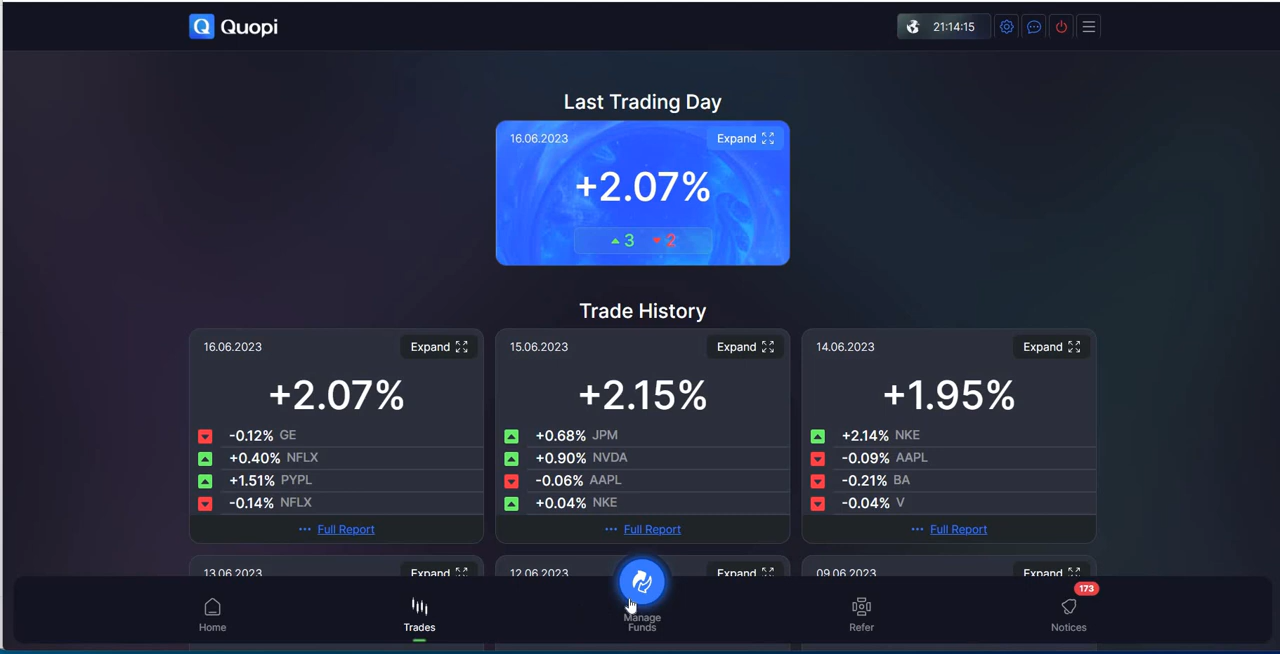 Quopi
21:14:15
Last Trading Day
16.06.2023
Expand
+2.07%
3
2
Trade History
16.06.2023
Expand
15.06.2023
Expand
14.06.2023
Expand
+2.07%
+2.15%
+1.95%
-0.12% GE
+0.68% JPM
+2.14% NKE
+0.40% NFLX
+0.90% NVDA
-0.09% AAPL
+1.51% PYPL
-0.06% AAPL
-0.21% BA
-0.14% NFLX
+0.04% NKE
-0.04% V
Full Report
Full Report
Full Report
13.06.2023
Expand
12.06.2023
Expand
09.06.2023
Expand
173
Home
Trades
Manage
Funds
Refer
Notices